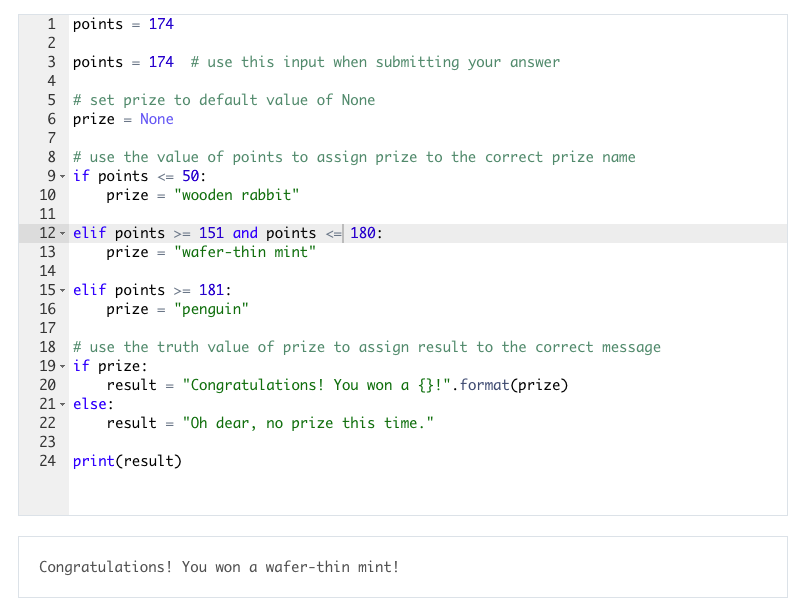 1 points = 174
2
3 points = 174  # use this input when submitting your answer
4
5 # set prize to default value of None
6 prize = None
7
8 # use the value of points to assign prize to the correct prize name
9 if points <= 50:
10     prize = "wooden rabbit"
11
12 elif points >= 151 and points <= 180:
13     prize = "wafer-thin mint"
14
15 elif points >= 181:
16     prize = "penguin"
17
18 # use the truth value of prize to assign result to the correct message
19 if prize:
20     result = "Congratulations! You won a {}!".format(prize)
21 else:
22     result = "Oh dear, no prize this time."
23
24 print(result)
Congratulations! You won a wafer-thin mint!